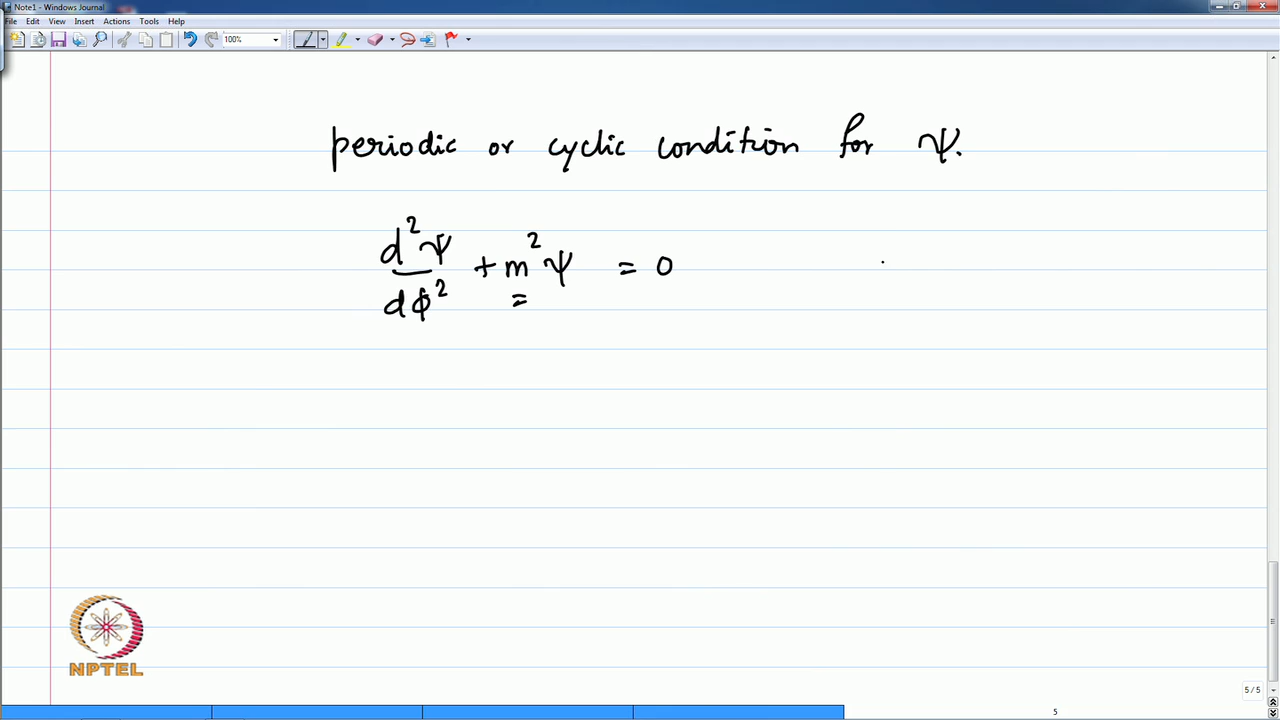 Note1 - Windows Journal
File Edit View Insert Actions Tools Help
100%
periodic or cyclic condition for ψ.
d²ψ/dφ² + m²ψ = 0
NPTEL
5 / 5
5